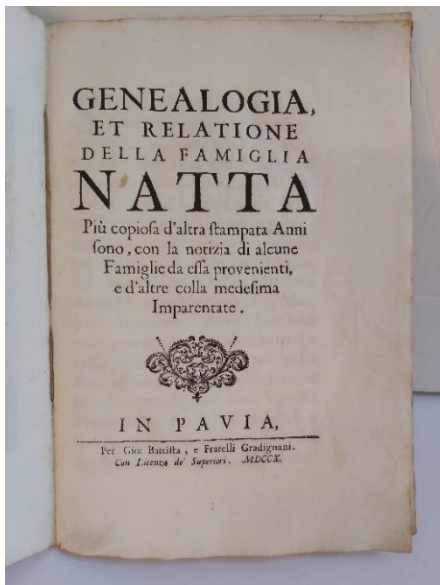 GENEALOGIA,
ET RELATIONE
DELLA FAMIGLIA
NATTA
Più copiosa d'altra stampata Anni
sono, con la notizia di alcune
Famiglie da essa provenienti,
e d'altre colla medesima
Imparentate.
IN PAVIA,
Per Gio: Battista, e Fratelli Gradignani.
Con Licenza de' Superiori. MDCCX.